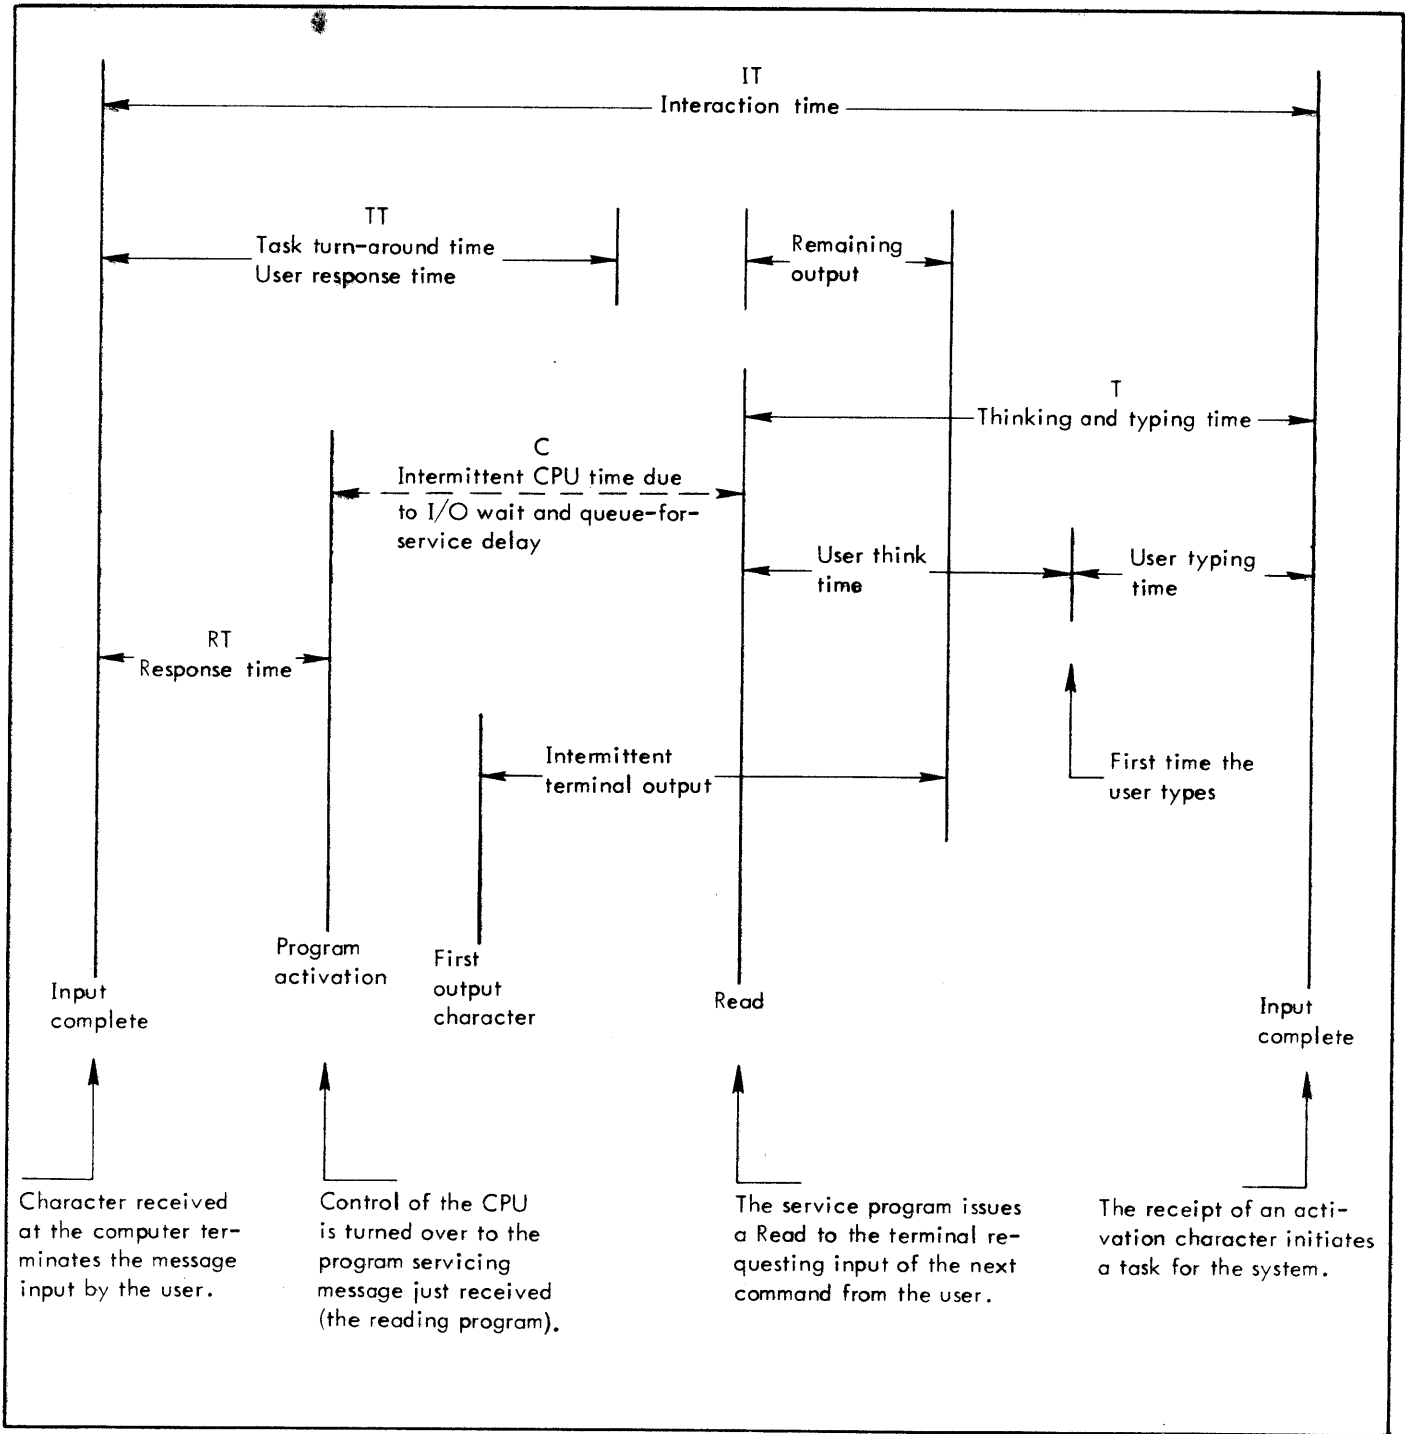 IT
Interaction time
TT
Task turn-around time
User response time
Remaining
output
T
Thinking and typing time
C
Intermittent CPU time due
to I/O wait and queue-for-
service delay
User think
time
User typing
time
RT
Response time
Intermittent
terminal output
First time the
user types
Input
complete
Program
activation
First
output
character
Read
Input
complete
Character received
at the computer ter-
minates the message
input by the user.
Control of the CPU
is turned over to the
program servicing
message just received
(the reading program).
The service program issues
a Read to the terminal re-
questing input of the next
command from the user.
The receipt of an acti-
vation character initiates
a task for the system.